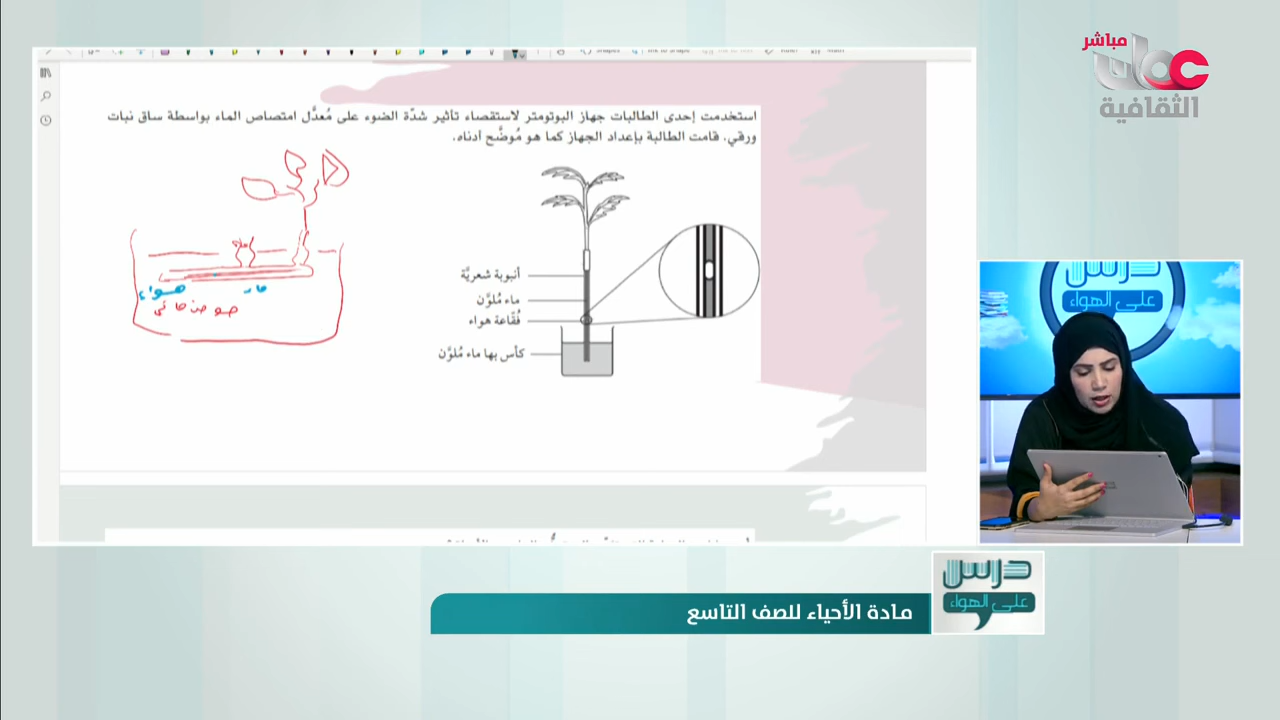 مباشر
عمان
الثقافية
استخدمت إحدى الطالبات جهاز البوتومتر لاستقصاء تأثير شدّة الضوء على مُعدَّل امتصاص الماء بواسطة ساق نبات
ورقي. قامت الطالبة بإعداد الجهاز كما هو مُوضَّح أدناه.
أنبوبة شعريَّة
ماء مُلوَّن
فُقّاعة هواء
كأس بها ماء مُلوَّن
هواء
درس
على الهواء
مادة الأحياء للصف التاسع
درس
على الهواء